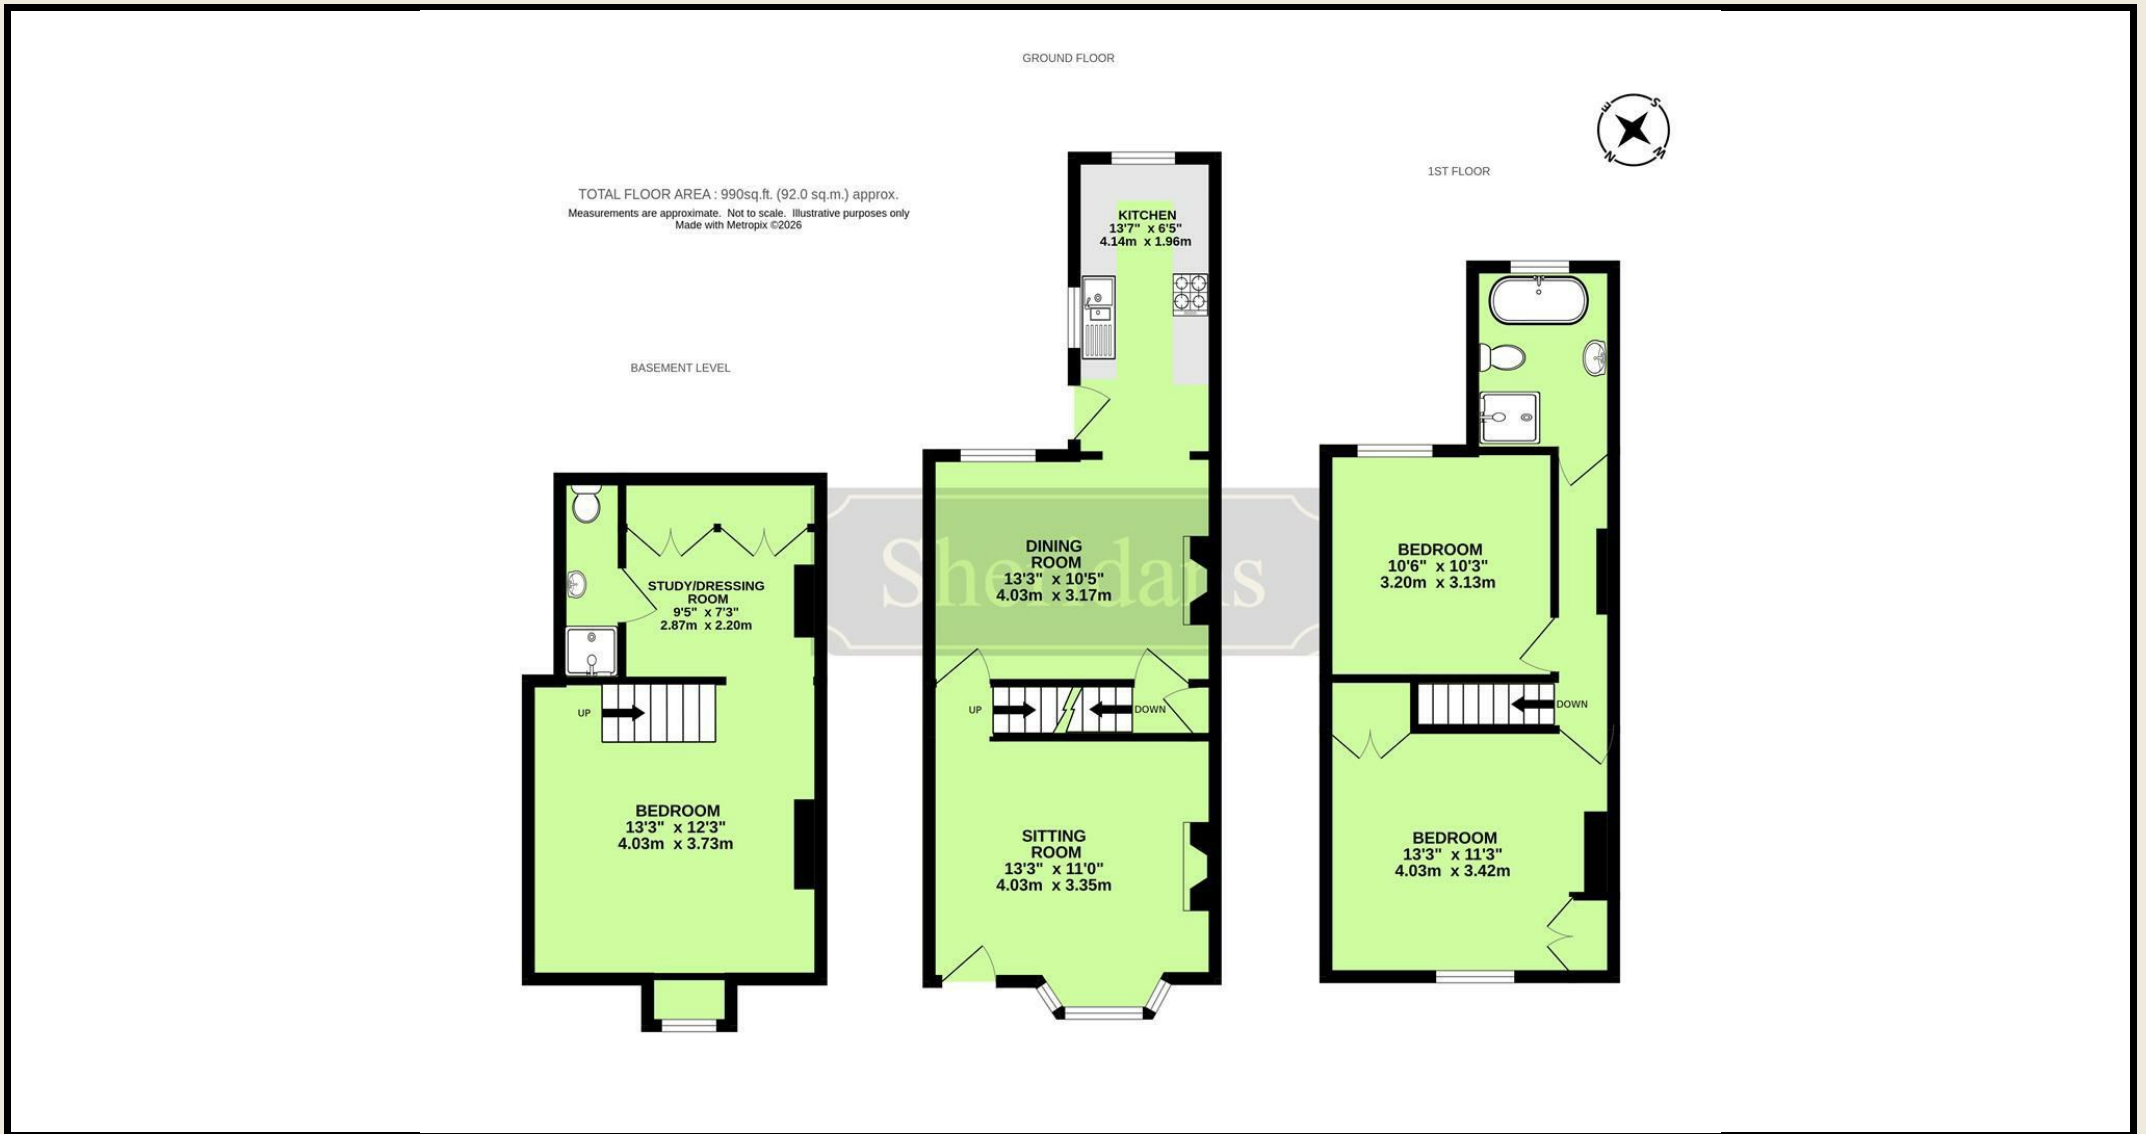 GROUND FLOOR
E
S
N
W
1ST FLOOR
TOTAL FLOOR AREA : 990sq.ft. (92.0 sq.m.) approx.
Measurements are approximate. Not to scale. Illustrative purposes only
Made with Metropix ©2026
KITCHEN
13'7" x 6'5"
4.14m x 1.96m
BASEMENT LEVEL
STUDY/DRESSING
ROOM
9'5" x 7'3"
2.87m x 2.20m
UP
BEDROOM
13'3" x 12'3"
4.03m x 3.73m
Sheridans
DINING
ROOM
13'3" x 10'5"
4.03m x 3.17m
UP
DOWN
SITTING
ROOM
13'3" x 11'0"
4.03m x 3.35m
BEDROOM
10'6" x 10'3"
3.20m x 3.13m
DOWN
BEDROOM
13'3" x 11'3"
4.03m x 3.42m